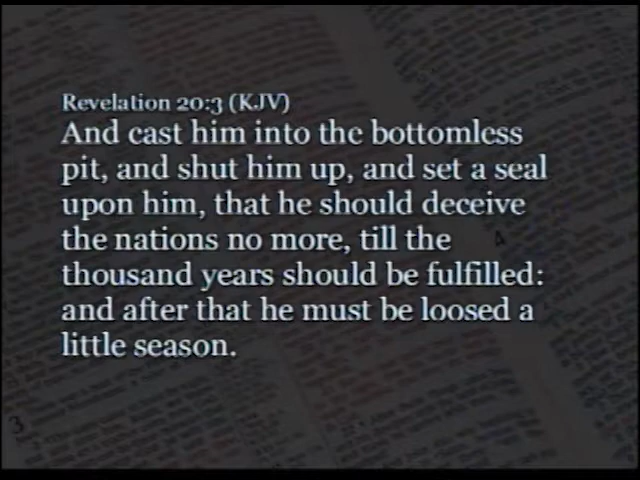 Revelation 20:3 (KJV)
And cast him into the bottomless
pit, and shut him up, and set a seal
upon him, that he should deceive
the nations no more, till the
thousand years should be fulfilled:
and after that he must be loosed a
little season.
3
4